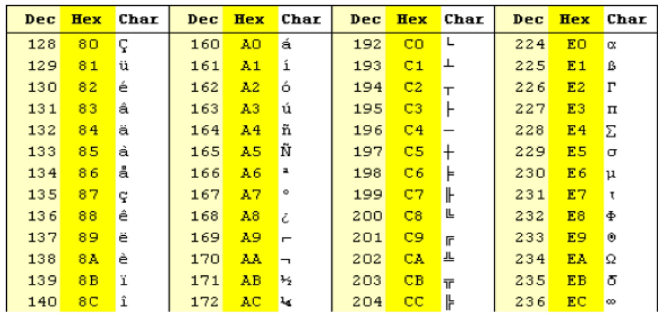 Dec Hex Char Dec Hex Char Dec Hex Char Dec Hex Char
128 80 Ç 160 A0 á 192 C0 └ 224 E0 α
129 81 ü 161 A1 í 193 C1 ┴ 225 E1 ß
130 82 é 162 A2 ó 194 C2 ┬ 226 E2 Γ
131 83 â 163 A3 ú 195 C3 ├ 227 E3 π
132 84 ä 164 A4 ñ 196 C4 ─ 228 E4 Σ
133 85 à 165 A5 Ñ 197 C5 ┼ 229 E5 σ
134 86 å 166 A6 ª 198 C6 ╞ 230 E6 µ
135 87 ç 167 A7 º 199 C7 ╟ 231 E7 τ
136 88 ê 168 A8 ¿ 200 C8 ╚ 232 E8 Φ
137 89 ë 169 A9 ⌐ 201 C9 ╔ 233 E9 Θ
138 8A è 170 AA ¬ 202 CA ╩ 234 EA Ω
139 8B ï 171 AB ½ 203 CB ╦ 235 EB δ
140 8C î 172 AC ¼ 204 CC ╠ 236 EC ∞